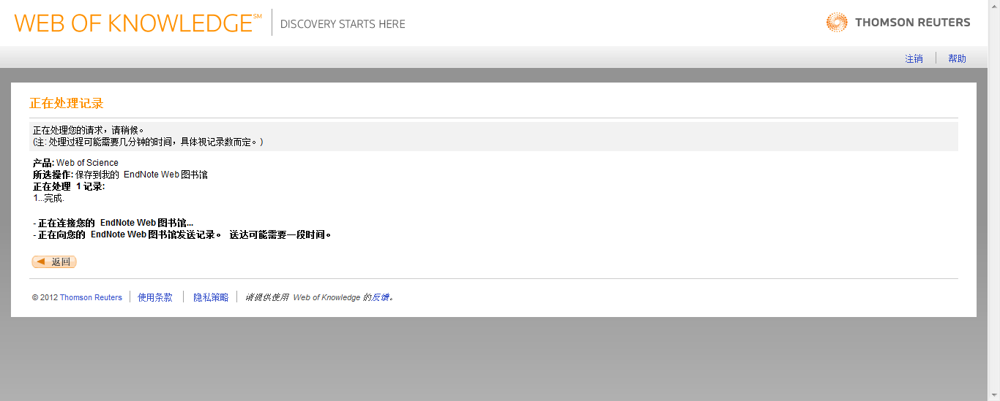 WEB OF KNOWLEDGE SM DISCOVERY STARTS HERE THOMSON REUTERS
注销 帮助
正在处理记录
正在处理您的请求，请稍候。
(注: 处理过程可能需要几分钟的时间，具体视记录数而定。)
产品: Web of Science
所选操作: 保存到我的 EndNote Web 图书馆
正在处理 1 记录:
1...完成.
- 正在连接您的 EndNote Web 图书馆...
- 正在向您的 EndNote Web 图书馆发送记录。 送达可能需要一段时间。
返回
© 2012 Thomson Reuters 使用条款 隐私策略 请提供使用 Web of Knowledge 的反馈。